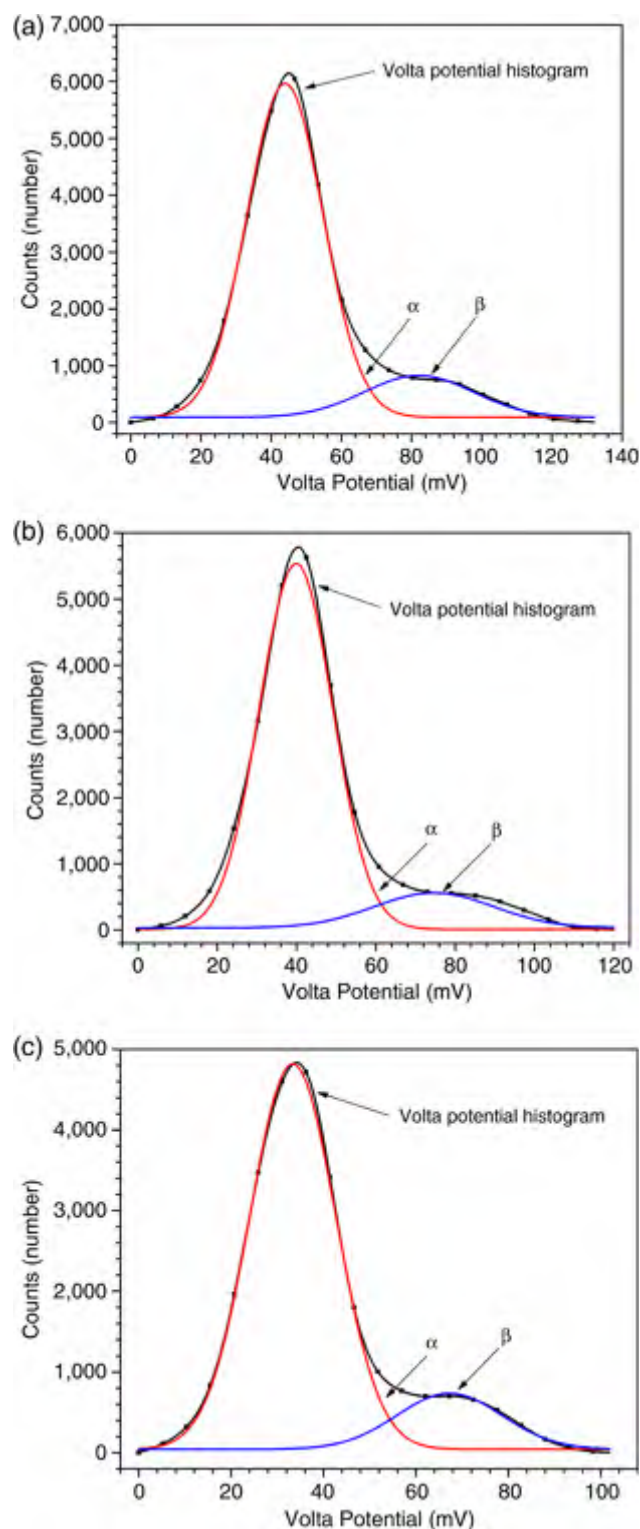 (a)
7,000
6,000
5,000
4,000
3,000
2,000
1,000
0
Counts (number)
Volta potential histogram
α
β
0 20 40 60 80 100 120 140
Volta Potential (mV)
(b)
6,000
5,000
4,000
3,000
2,000
1,000
0
Counts (number)
Volta potential histogram
α
β
0 20 40 60 80 100 120
Volta Potential (mV)
(c)
5,000
4,000
3,000
2,000
1,000
0
Counts (number)
Volta potential histogram
α
β
0 20 40 60 80 100
Volta Potential (mV)